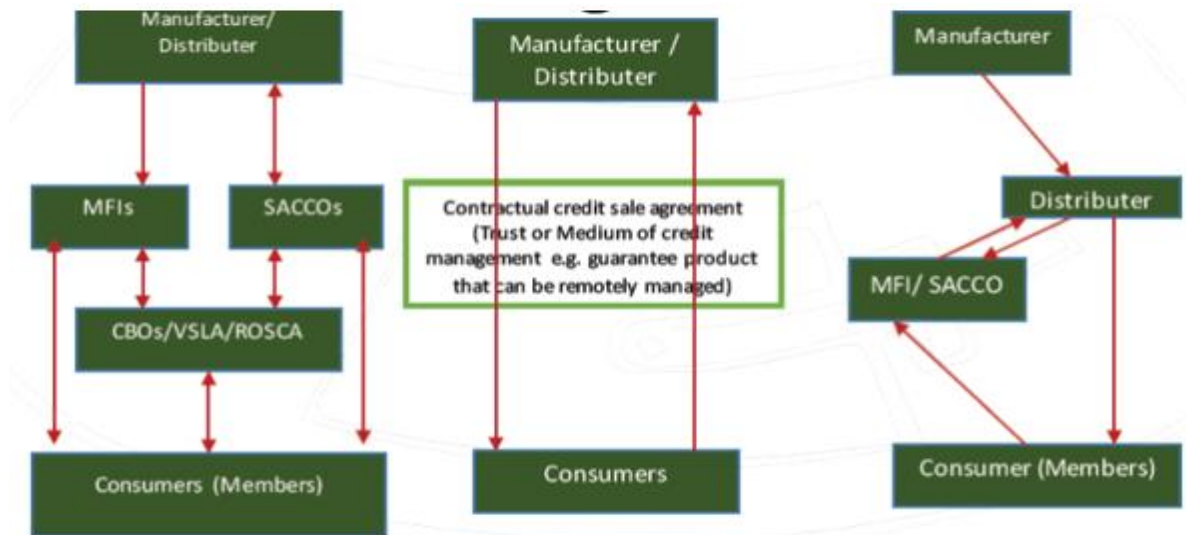 Manufacturer/
Distributer
MFIs
SACCOs
CBOs/VSLA/ROSCA
Consumers (Members)
Manufacturer /
Distributer
Contractual credit sale agreement
(Trust or Medium of credit
management e.g. guarantee product
that can be remotely managed)
Consumers
Manufacturer
Distributer
MFI/ SACCO
Consumer (Members)